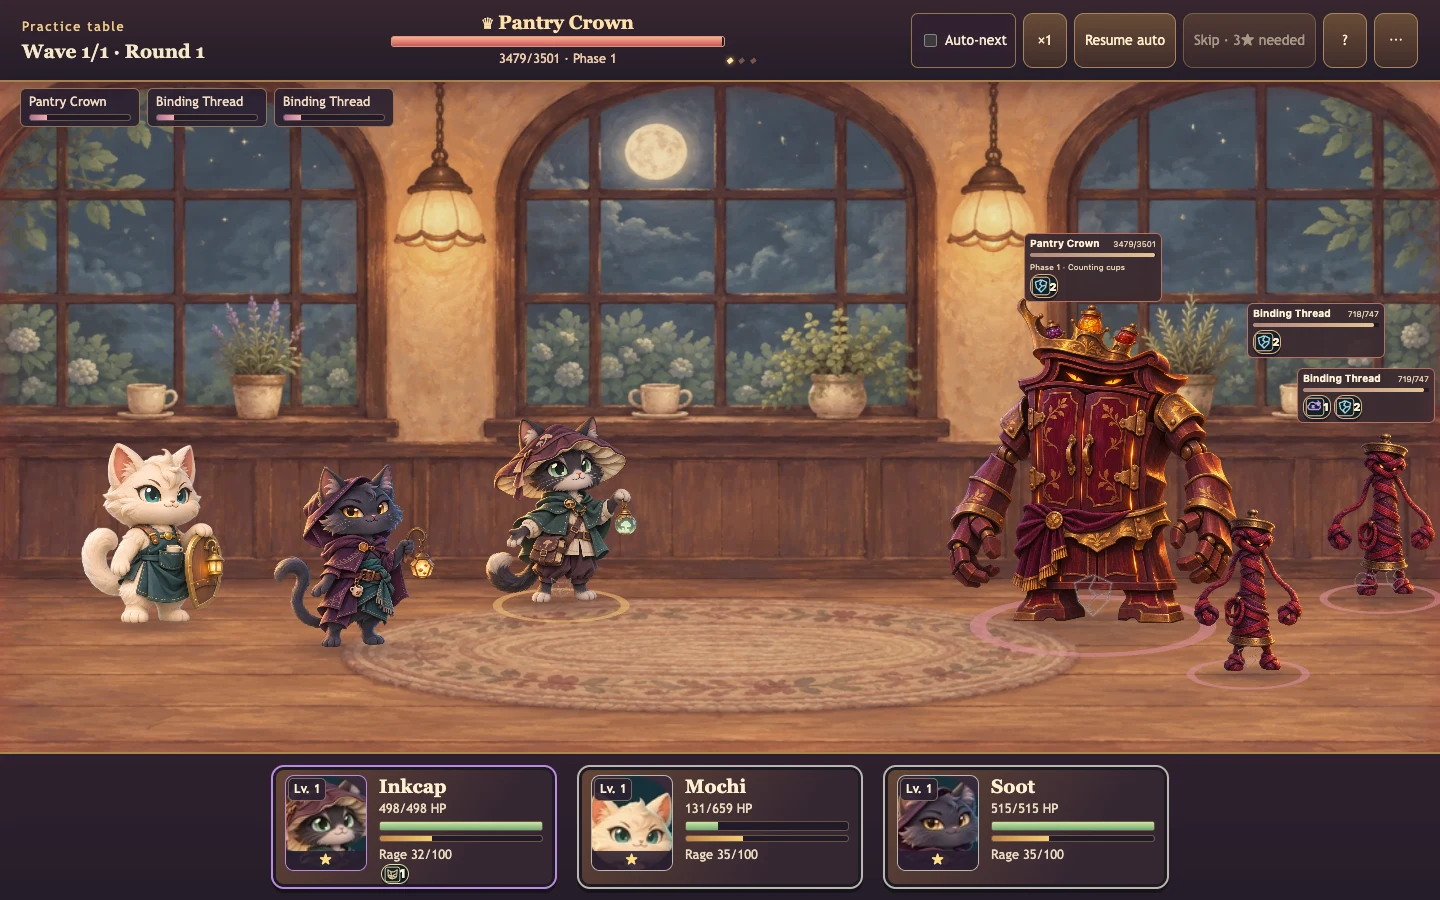 Practice table
Wave 1/1 · Round 1
♛ Pantry Crown
3479/3501 · Phase 1
Auto-next
×1
Resume auto
Skip · 3★ needed
?
...
Pantry Crown
Binding Thread
Binding Thread
Pantry Crown 3479/3501
Phase 1 · Counting cups
2
Binding Thread 718/747
2
Binding Thread 719/747
1 2
Lv. 1
Inkcap
498/498 HP
Rage 32/100
1
Lv. 1
Mochi
131/659 HP
Rage 35/100
Lv. 1
Soot
515/515 HP
Rage 35/100